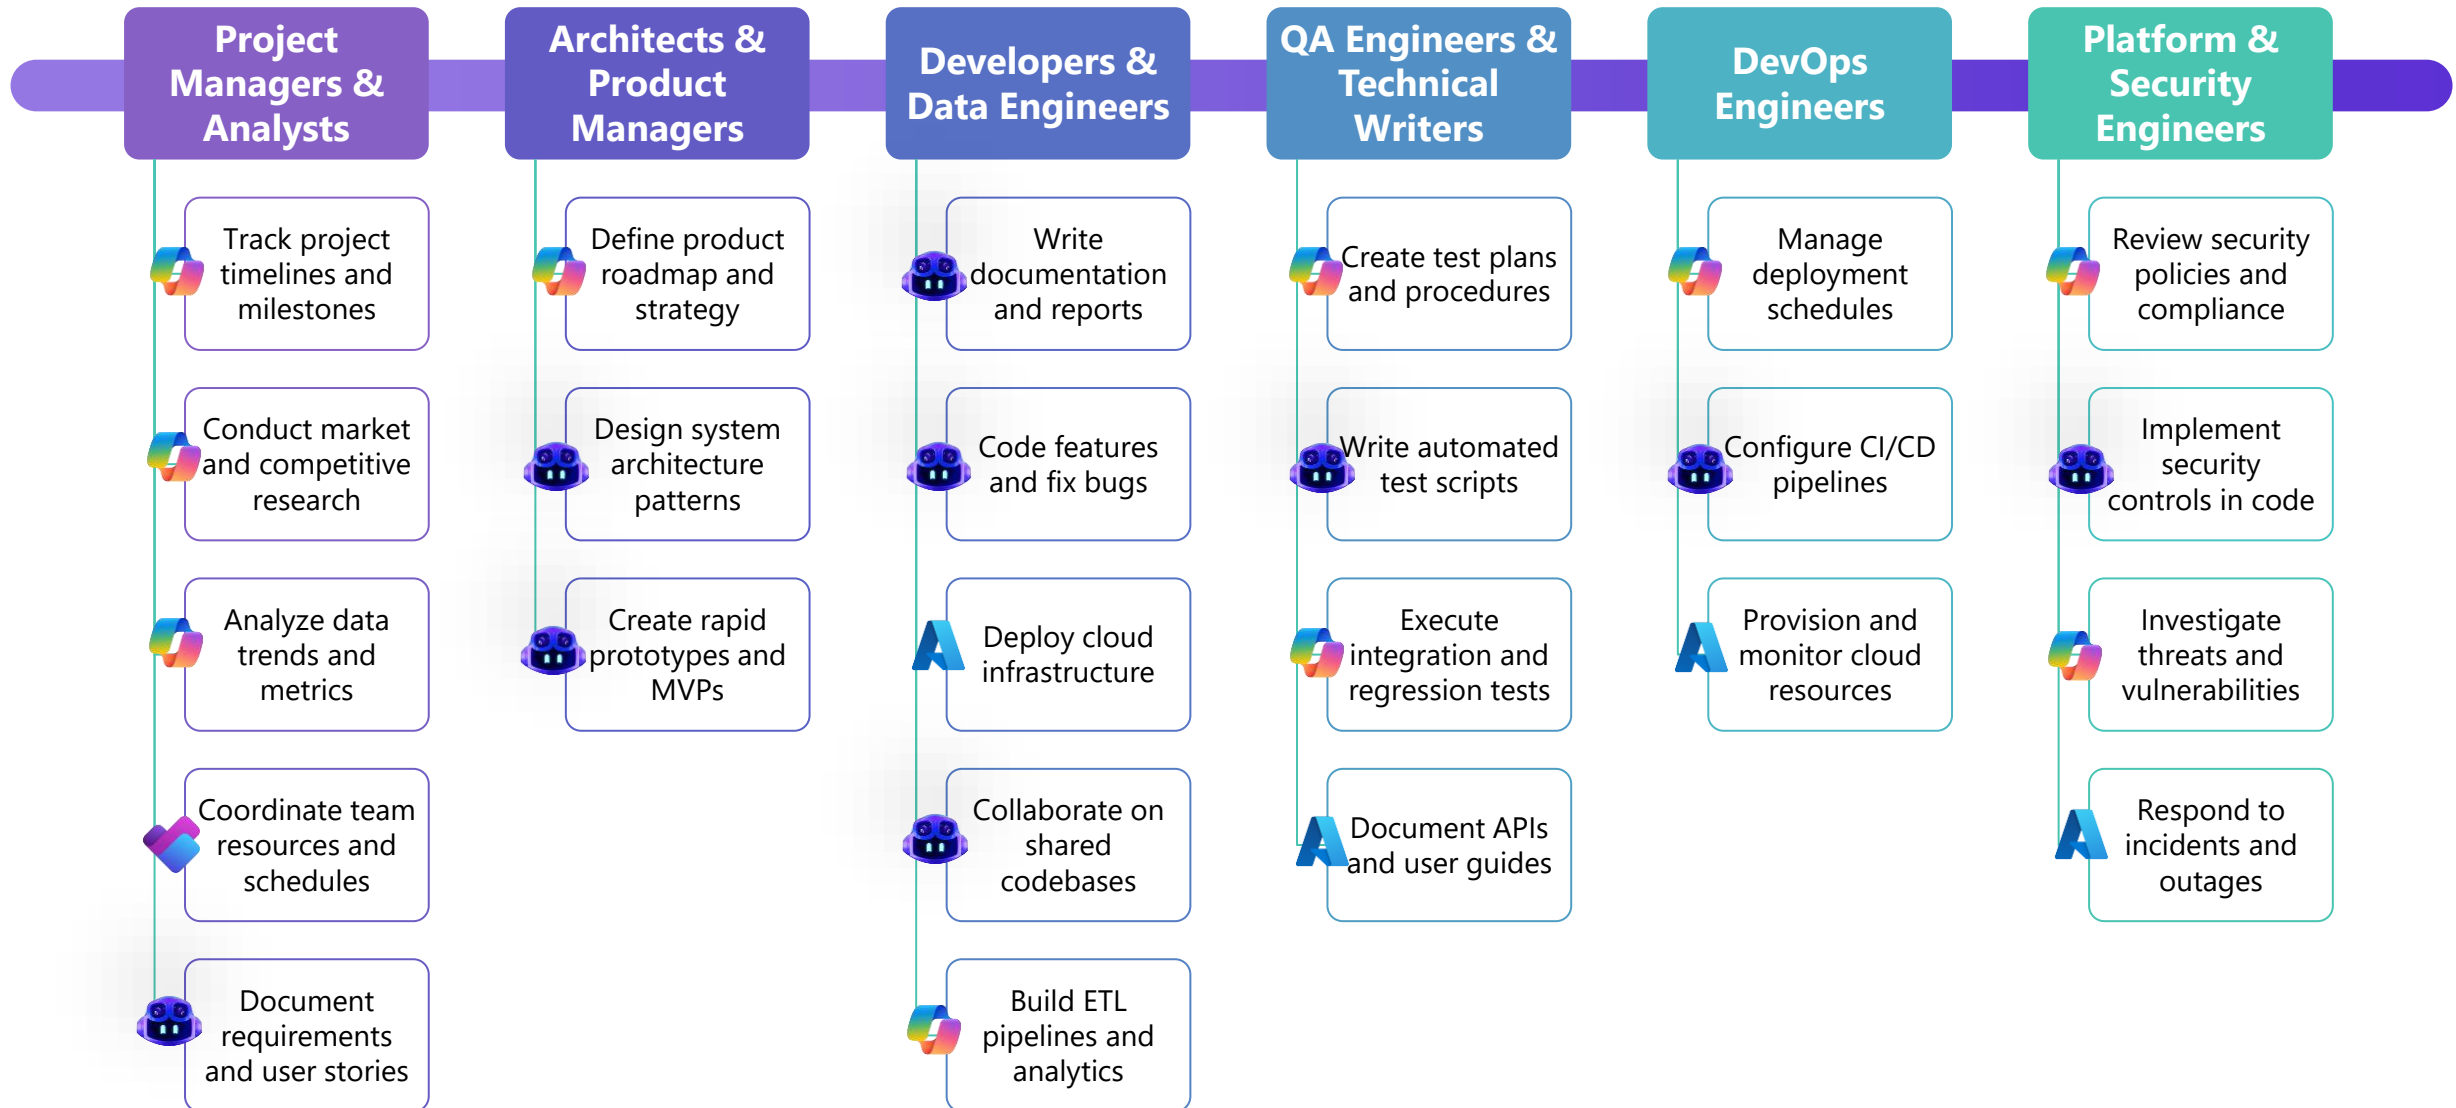 Project
Managers &
Analysts
Track project
timelines and
milestones
Conduct market
and competitive
research
Analyze data
trends and
metrics
Coordinate team
resources and
schedules
Document
requirements
and user stories
Architects &
Product
Managers
Define product
roadmap and
strategy
Design system
architecture
patterns
Create rapid
prototypes and
MVPs
Developers &
Data Engineers
Write
documentation
and reports
Code features
and fix bugs
Deploy cloud
infrastructure
Collaborate on
shared
codebases
Build ETL
pipelines and
analytics
QA Engineers &
Technical
Writers
Create test plans
and procedures
Write automated
test scripts
Execute
integration and
regression tests
Document APIs
and user guides
DevOps
Engineers
Manage
deployment
schedules
Configure CI/CD
pipelines
Provision and
monitor cloud
resources
Platform &
Security
Engineers
Review security
policies and
compliance
Implement
security
controls in code
Investigate
threats and
vulnerabilities
Respond to
incidents and
outages